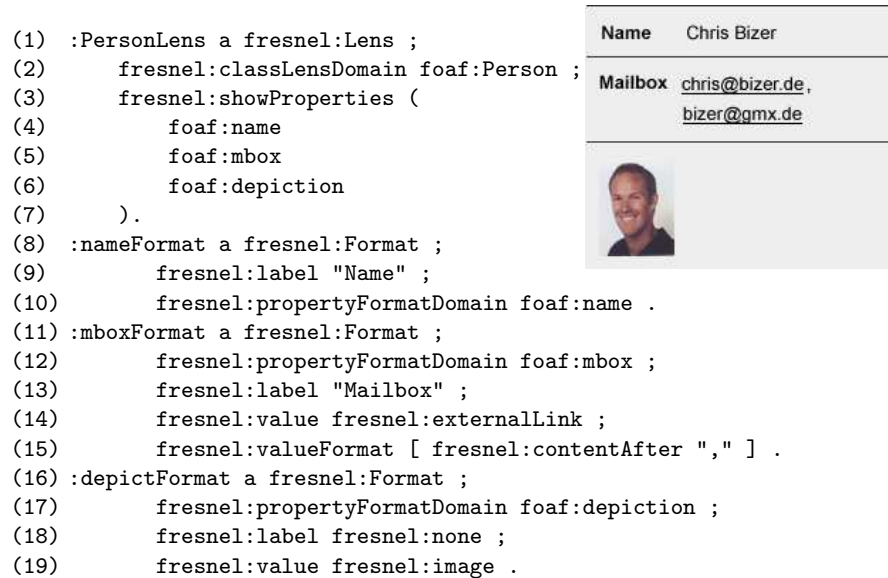 (1) :PersonLens a fresnel:Lens ;
(2) fresnel:classLensDomain foaf:Person ;
(3) fresnel:showProperties (
(4) foaf:name
(5) foaf:mbox
(6) foaf:depiction
(7) ).
(8) :nameFormat a fresnel:Format ;
(9) fresnel:label "Name" ;
(10) fresnel:propertyFormatDomain foaf:name .
(11) :mboxFormat a fresnel:Format ;
(12) fresnel:propertyFormatDomain foaf:mbox ;
(13) fresnel:label "Mailbox" ;
(14) fresnel:value fresnel:externalLink ;
(15) fresnel:valueFormat [ fresnel:contentAfter "," ] .
(16) :depictFormat a fresnel:Format ;
(17) fresnel:propertyFormatDomain foaf:depiction ;
(18) fresnel:label fresnel:none ;
(19) fresnel:value fresnel:image .
Name Chris Bizer
Mailbox chris@bizer.de,
bizer@gmx.de